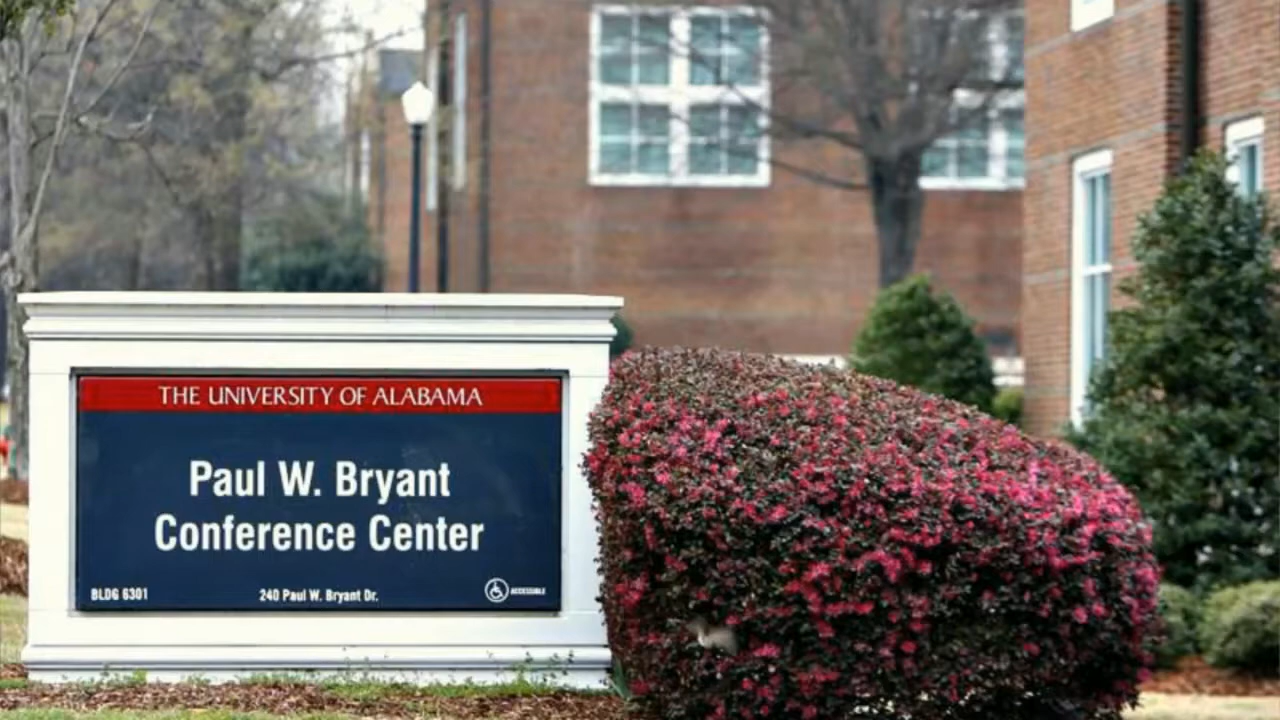 THE UNIVERSITY OF ALABAMA
Paul W. Bryant
Conference Center
BLDG 6301 240 Paul W. Bryant Dr. ACCESSIBLE